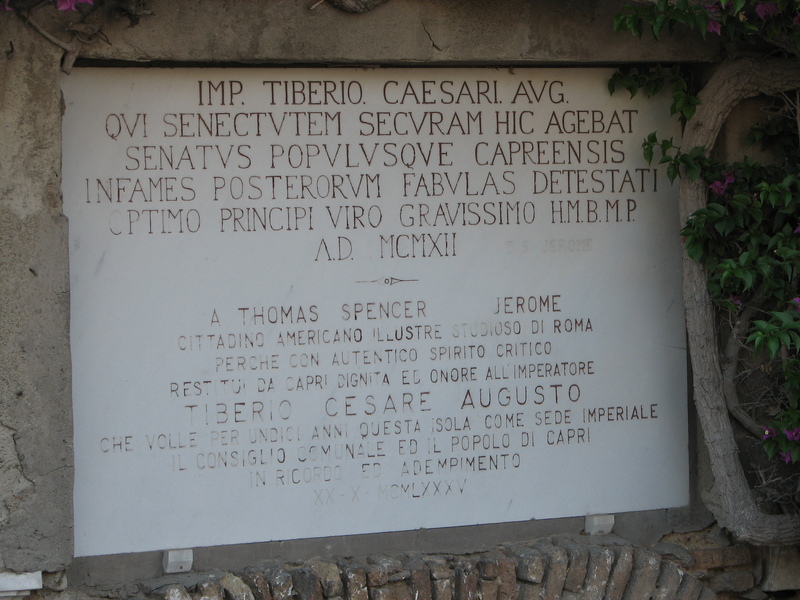 IMP. TIBERIO. CAESARI. AVG.
QVI SENECTVTEM SECVRAM HIC AGEBAT
SENATVS POPVLVSQVE CAPREENSIS
INFAMES POSTERORVM FABVLAS DETESTATI
OPTIMO PRINCIPI VIRO GRAVISSIMO H.M.B.M.P.
A.D. MCMXII JEROME
A THOMAS SPENCER JEROME
CITTADINO AMERICANO ILLUSTRE STUDIOSO DI ROMA
PERCHE CON AUTENTICO SPIRITO CRITICO
RESTITUI DA CAPRI DIGNITA ED ONORE ALL'IMPERATORE
TIBERIO CESARE AUGUSTO
CHE VOLLE PER UNDICI ANNI QUESTA ISOLA COME SEDE IMPERIALE
IL CONSIGLIO COMUNALE ED IL POPOLO DI CAPRI
IN RICORDO ED ADEMPIMENTO
XX-X-MCMLXXXV